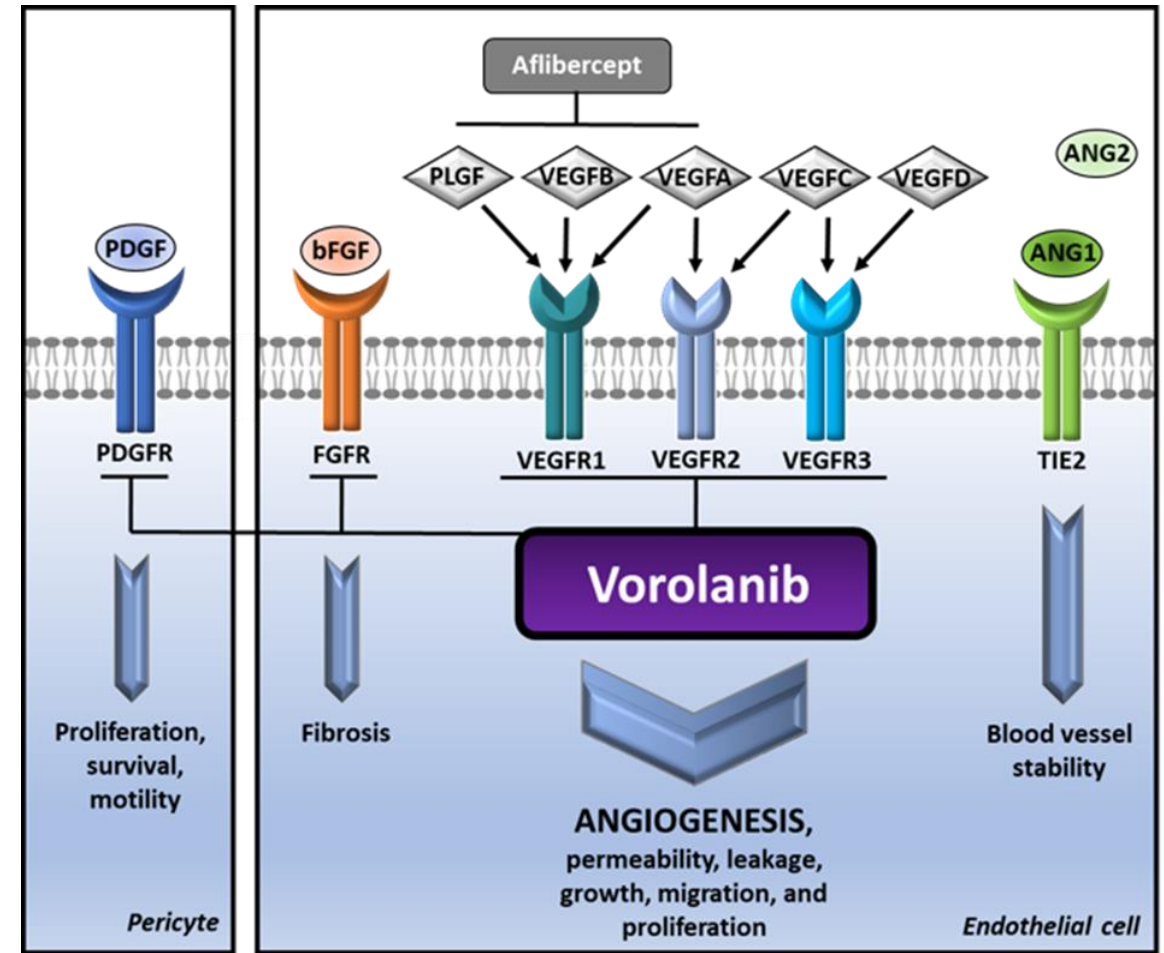 Aflibercept
PLGF
VEGFB
VEGFA
VEGFC
VEGFD
ANG2
PDGF
bFGF
ANG1
PDGFR
FGFR
VEGFR1
VEGFR2
VEGFR3
TIE2
Vorolanib
Proliferation,
survival,
motility
Fibrosis
Blood vessel
stability
ANGIOGENESIS,
permeability, leakage,
growth, migration, and
proliferation
Pericyte
Endothelial cell